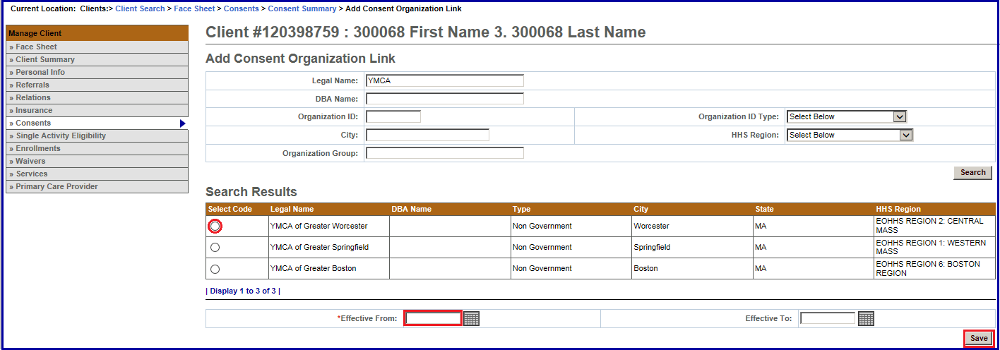 Current Location: Clients:> Client Search > Face Sheet > Consents > Consent Summary > Add Consent Organization Link
Manage Client
» Face Sheet
» Client Summary
» Personal Info
» Referrals
» Relations
» Insurance
» Consents
» Single Activity Eligibility
» Enrollments
» Waivers
» Services
» Primary Care Provider
Client #120398759 : 300068 First Name 3. 300068 Last Name
Add Consent Organization Link
Legal Name: YMCA
DBA Name:
Organization ID: Organization ID Type: Select Below
City: HHS Region: Select Below
Organization Group:
Search
Search Results
Select Code Legal Name DBA Name Type City State HHS Region
YMCA of Greater Worcester Non Government Worcester MA EOHHS REGION 2: CENTRAL
MASS
YMCA of Greater Springfield Non Government Springfield MA EOHHS REGION 1: WESTERN
MASS
YMCA of Greater Boston Non Government Boston MA EOHHS REGION 6: BOSTON
REGION
| Display 1 to 3 of 3 |
*Effective From: Effective To:
Save